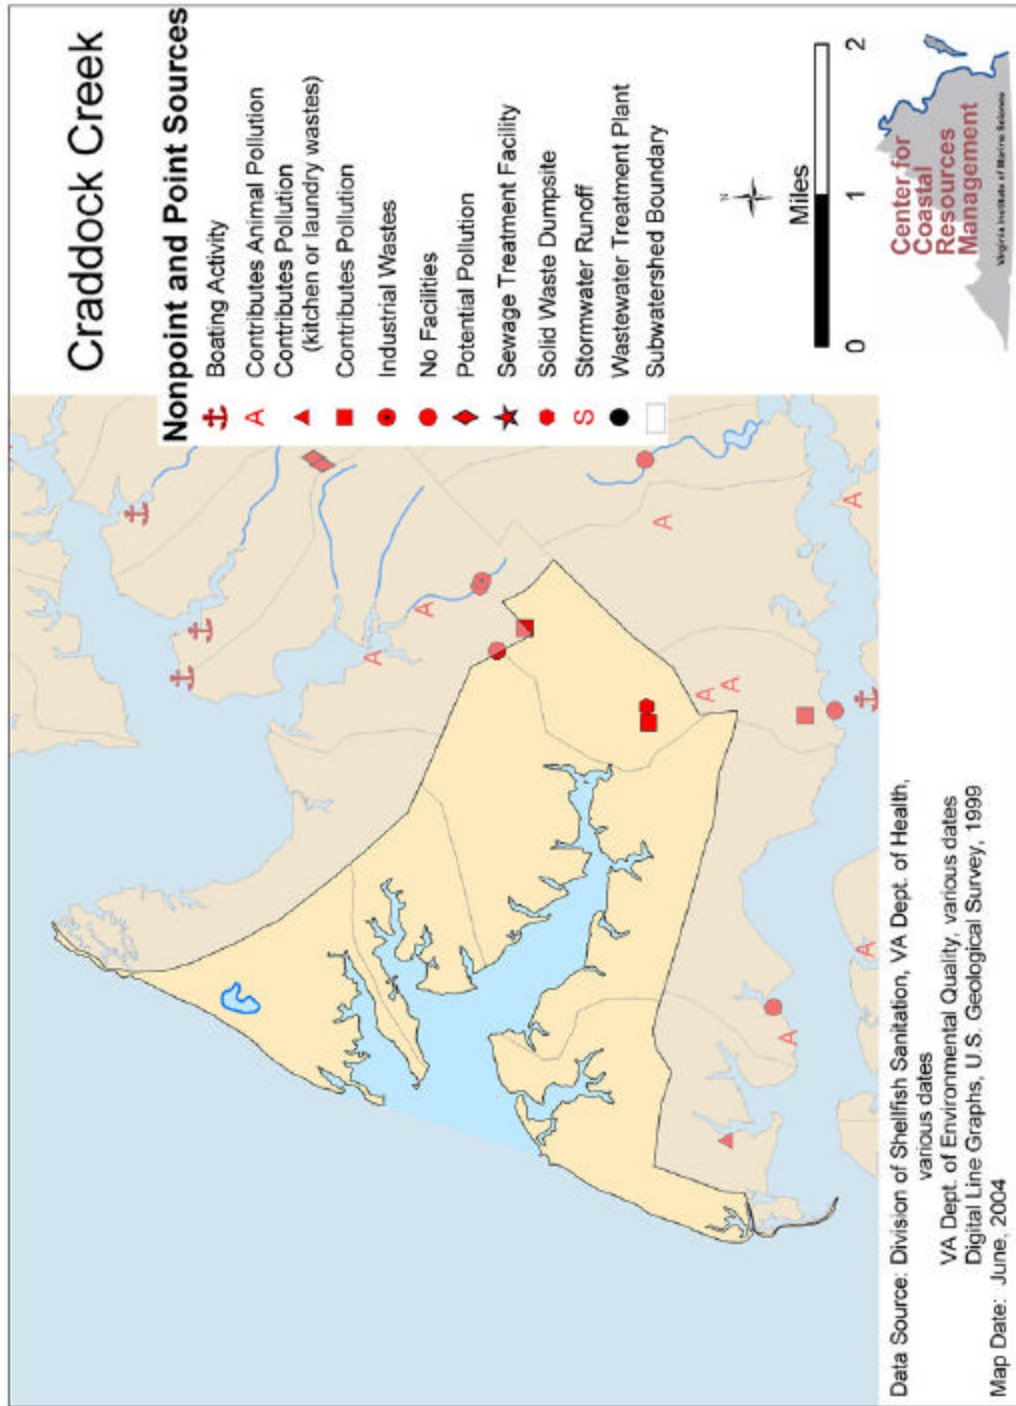 Craddock Creek
Nonpoint and Point Sources
Boating Activity
A Contributes Animal Pollution
Contributes Pollution
(kitchen or laundry wastes)
Contributes Pollution
Industrial Wastes
No Facilities
Potential Pollution
Sewage Treatment Facility
Solid Waste Dumpsite
S Stormwater Runoff
Wastewater Treatment Plant
Subwatershed Boundary
N
Miles
0 1 2
Center for
Coastal
Resources
Management
Virginia Institute of Marine Science
A
A
A
A
A
A
A
A
Data Source: Division of Shellfish Sanitation, VA Dept. of Health,
various dates
VA Dept. of Environmental Quality, various dates
Digital Line Graphs, U.S. Geological Survey, 1999
Map Date: June, 2004